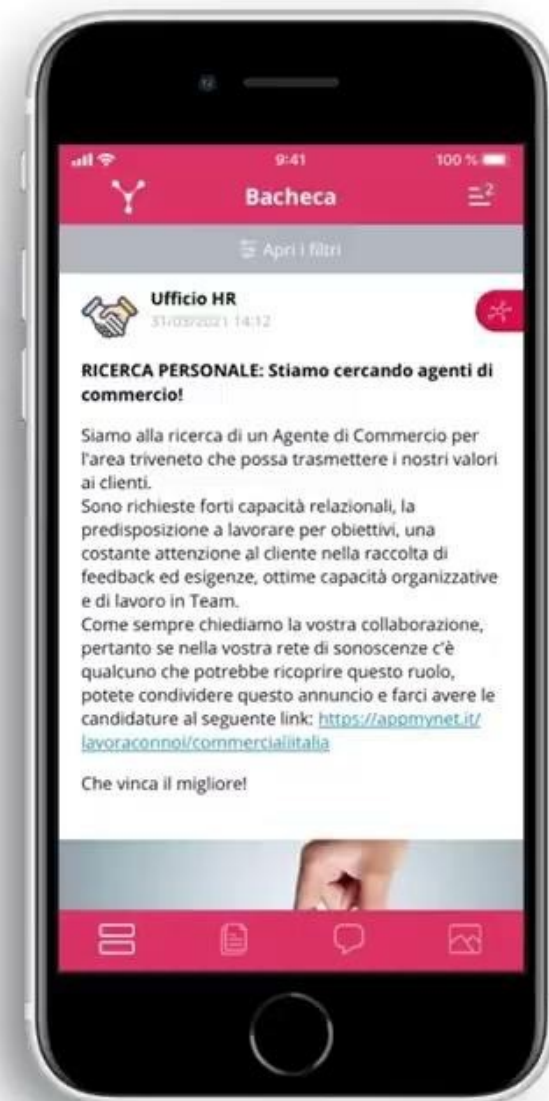 9:41
100 %
Bacheca
2
Apri i filtri
Ufficio HR
31/03/2021 14:12
RICERCA PERSONALE: Stiamo cercando agenti di
commercio!
Siamo alla ricerca di un Agente di Commercio per
l'area triveneto che possa trasmettere i nostri valori
ai clienti.
Sono richieste forti capacità relazionali, la
predisposizione a lavorare per obiettivi, una
costante attenzione al cliente nella raccolta di
feedback ed esigenze, ottime capacità organizzative
e di lavoro in Team.
Come sempre chiediamo la vostra collaborazione,
pertanto se nella vostra rete di sonoscenze c'è
qualcuno che potrebbe ricoprire questo ruolo,
potete condividere questo annuncio e farci avere le
candidature al seguente link: https://appmynet.it/
lavoraconnoi/commercialiitalia
Che vinca il migliore!